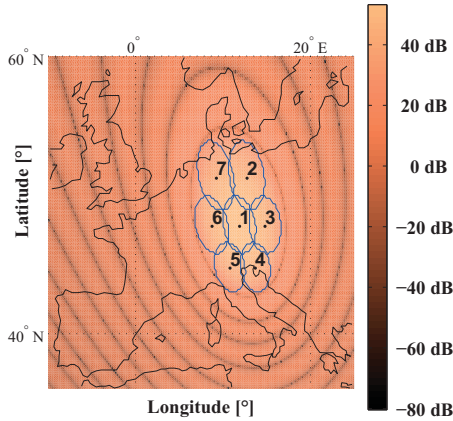 0° 20° E
60° N
40° N
Latitude [°]
Longitude [°]
7 2
6 1 3
5 4
40 dB
20 dB
0 dB
−20 dB
−40 dB
−60 dB
−80 dB